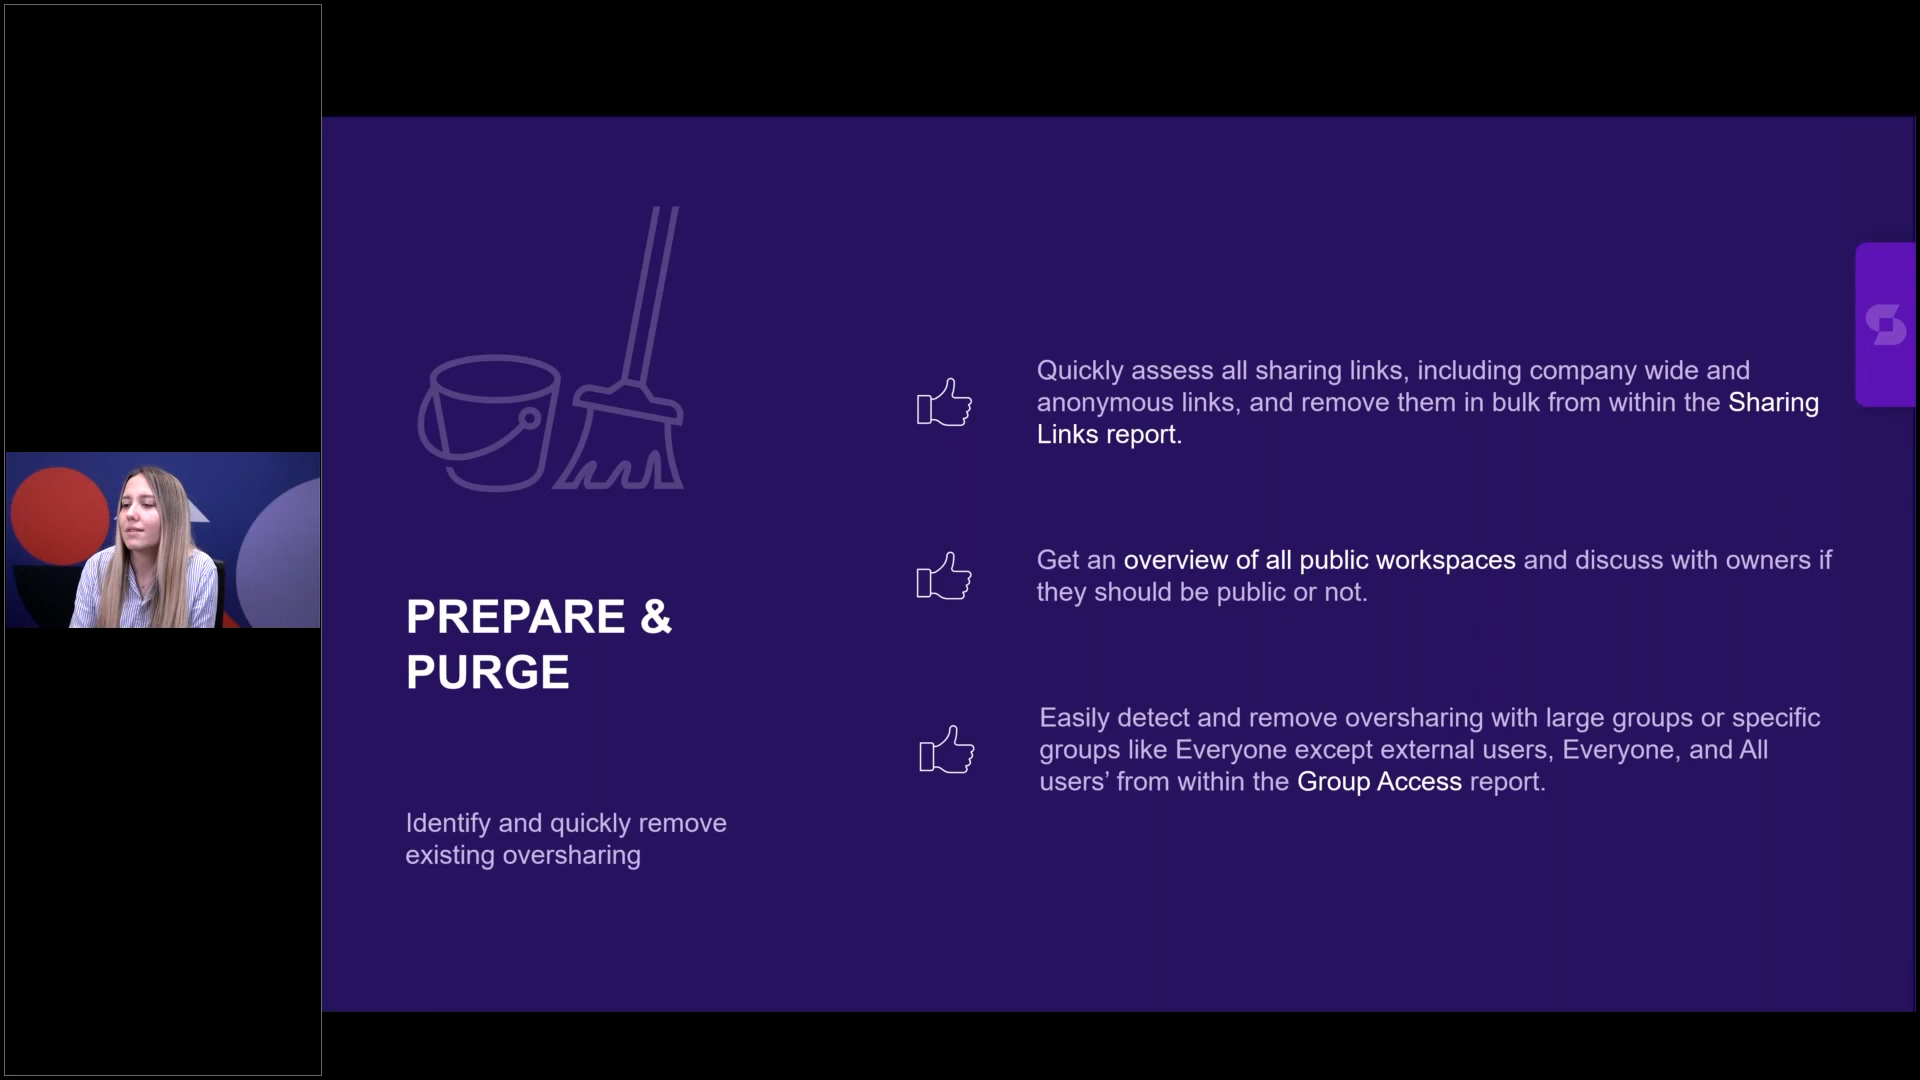 PREPARE &
PURGE
Identify and quickly remove
existing oversharing
Quickly assess all sharing links, including company wide and
anonymous links, and remove them in bulk from within the Sharing
Links report.
Get an overview of all public workspaces and discuss with owners if
they should be public or not.
Easily detect and remove oversharing with large groups or specific
groups like Everyone except external users, Everyone, and All
users’ from within the Group Access report.